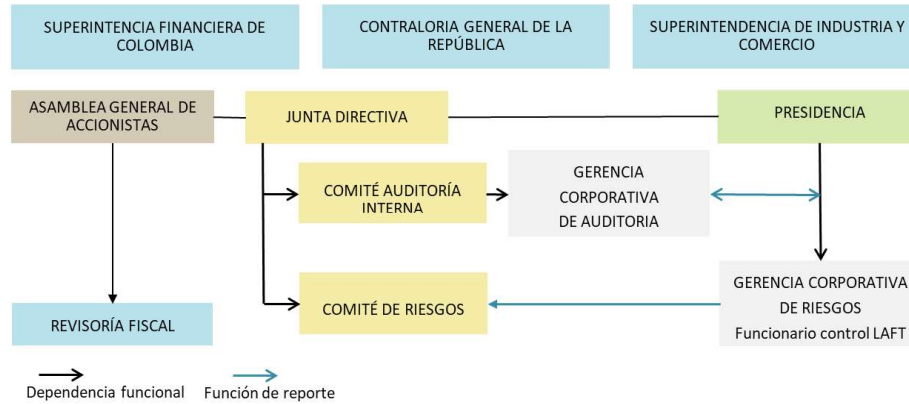 SUPERINTENCIA FINANCIERA DE
COLOMBIA
CONTRALORIA GENERAL DE LA
REPÚBLICA
SUPERINTENDENCIA DE INDUSTRIA Y
COMERCIO
ASAMBLEA GENERAL DE
ACCIONISTAS
JUNTA DIRECTIVA
PRESIDENCIA
COMITÉ AUDITORÍA
INTERNA
GERENCIA
CORPORATIVA
DE AUDITORIA
COMITÉ DE RIESGOS
GERENCIA CORPORATIVA
DE RIESGOS
Funcionario control LAFT
REVISORÍA FISCAL
Dependencia funcional
Función de reporte